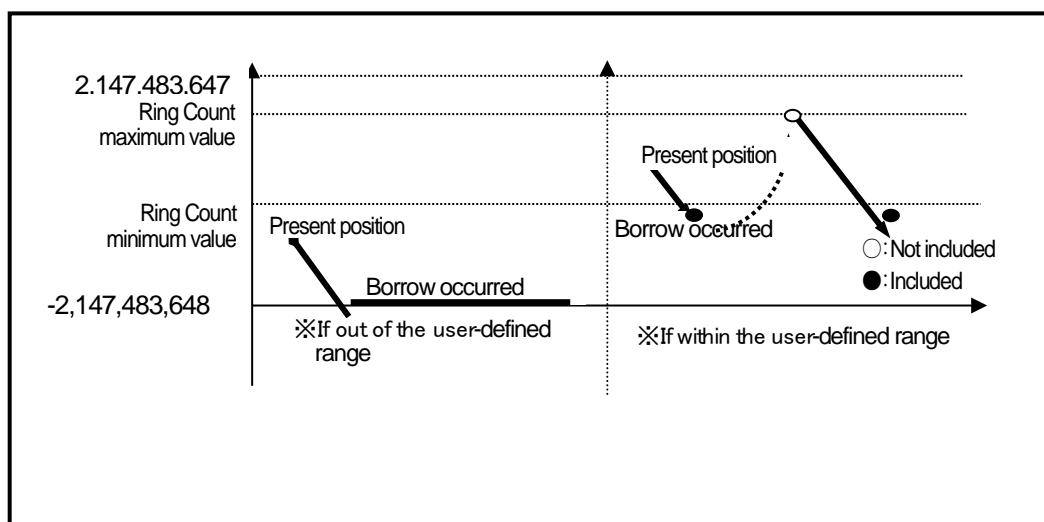 2.147.483.647
Ring Count
maximum value
Present position
Ring Count
minimum value
Present position
Borrow occurred
○:Not included
●:Included
Borrow occurred
-2,147,483,648
※If out of the user-defined
range
※If within the user-defined range